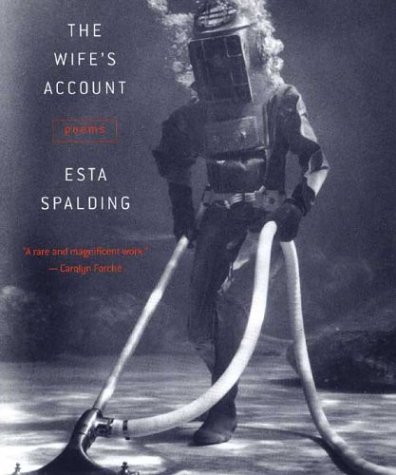 THE
WIFE'S
ACCOUNT
poems
ESTA
SPALDING
"A rare and magnificent work."
— Carolyn Forché